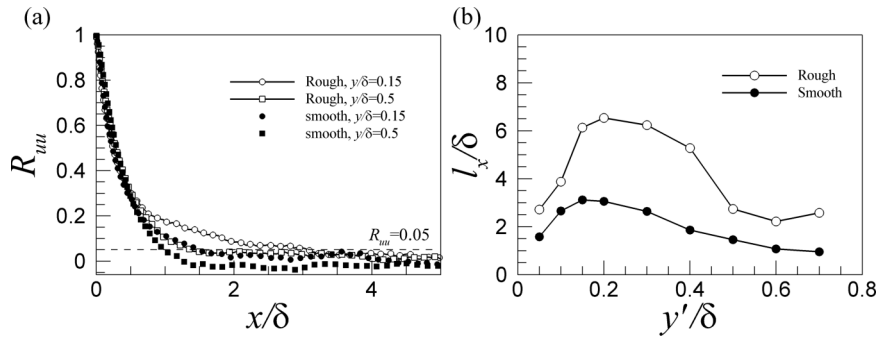 (a)
1
0.8
0.6
0.4
0.2
0
R_uu
Rough, y/δ=0.15
Rough, y/δ=0.5
smooth, y/δ=0.15
smooth, y/δ=0.5
R_uu=0.05
0 2 4
x/δ
(b)
10
8
6
4
2
0
l_x/δ
Rough
Smooth
0 0.2 0.4 0.6 0.8
y'/δ